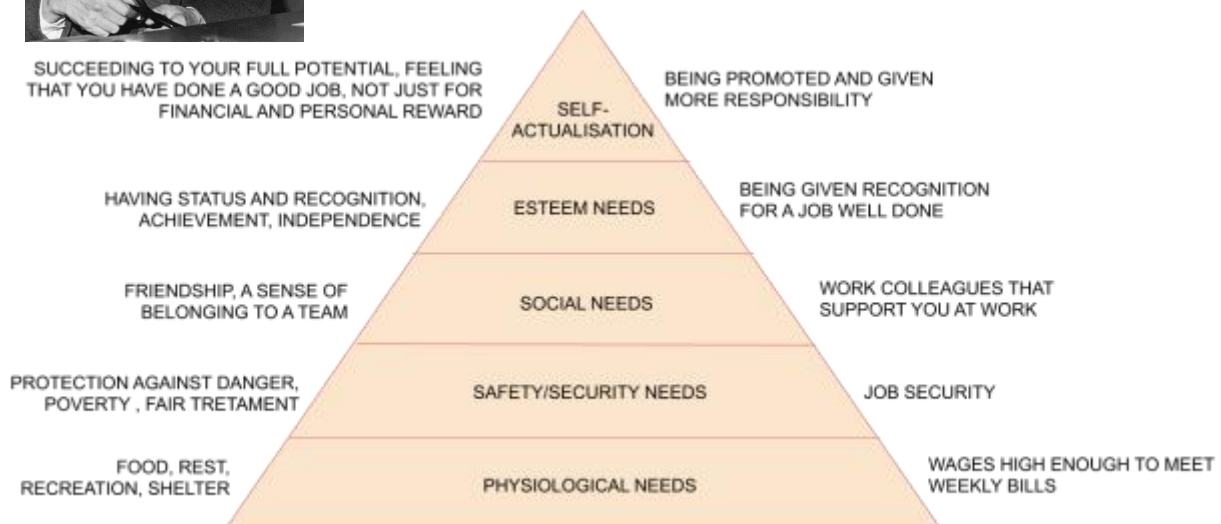 SUCCEEDING TO YOUR FULL POTENTIAL, FEELING
THAT YOU HAVE DONE A GOOD JOB, NOT JUST FOR
FINANCIAL AND PERSONAL REWARD
SELF-
ACTUALISATION
BEING PROMOTED AND GIVEN
MORE RESPONSIBILITY
HAVING STATUS AND RECOGNITION,
ACHIEVEMENT, INDEPENDENCE
ESTEEM NEEDS
BEING GIVEN RECOGNITION
FOR A JOB WELL DONE
FRIENDSHIP, A SENSE OF
BELONGING TO A TEAM
SOCIAL NEEDS
WORK COLLEAGUES THAT
SUPPORT YOU AT WORK
PROTECTION AGAINST DANGER,
POVERTY , FAIR TRETAMENT
SAFETY/SECURITY NEEDS
JOB SECURITY
FOOD, REST,
RECREATION, SHELTER
PHYSIOLOGICAL NEEDS
WAGES HIGH ENOUGH TO MEET
WEEKLY BILLS